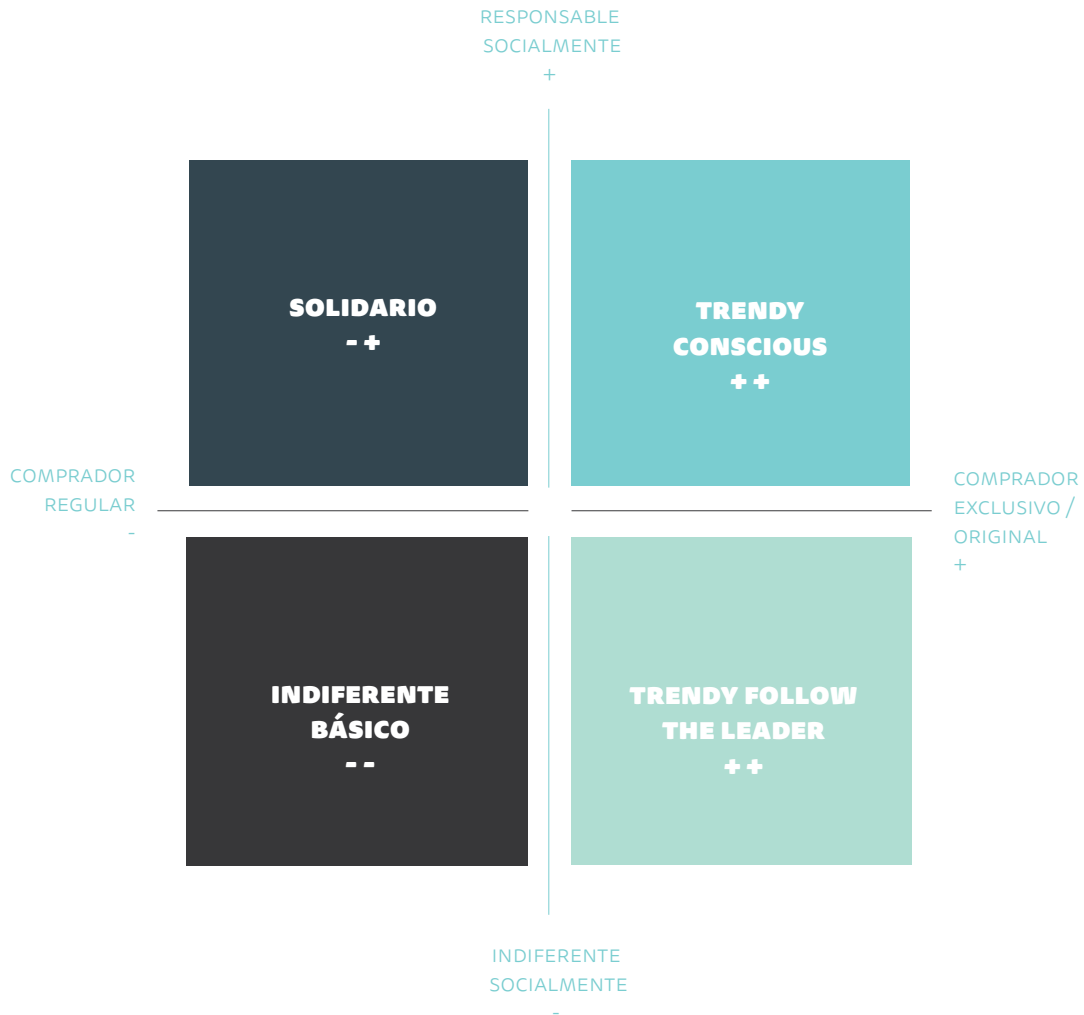 RESPONSABLE
SOCIALMENTE
+
SOLIDARIO
- +
TRENDY
CONSCIOUS
+ +
COMPRADOR
REGULAR
-
COMPRADOR
EXCLUSIVO /
ORIGINAL
+
INDIFERENTE
BÁSICO
- -
TRENDY FOLLOW
THE LEADER
+ +
INDIFERENTE
SOCIALMENTE
-